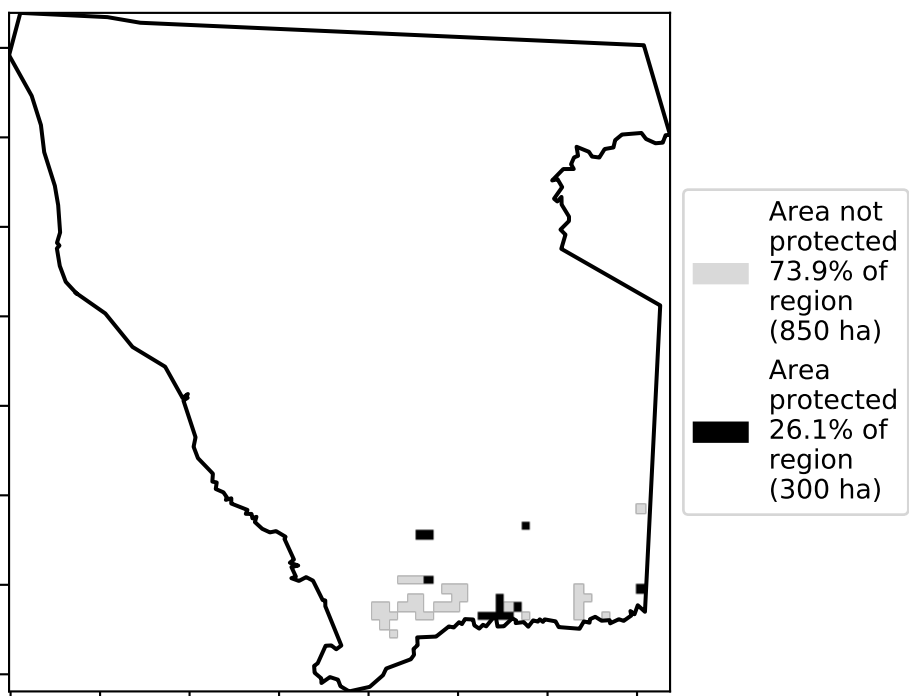 Area not
protected
73.9% of
region
(850 ha)
Area
protected
26.1% of
region
(300 ha)